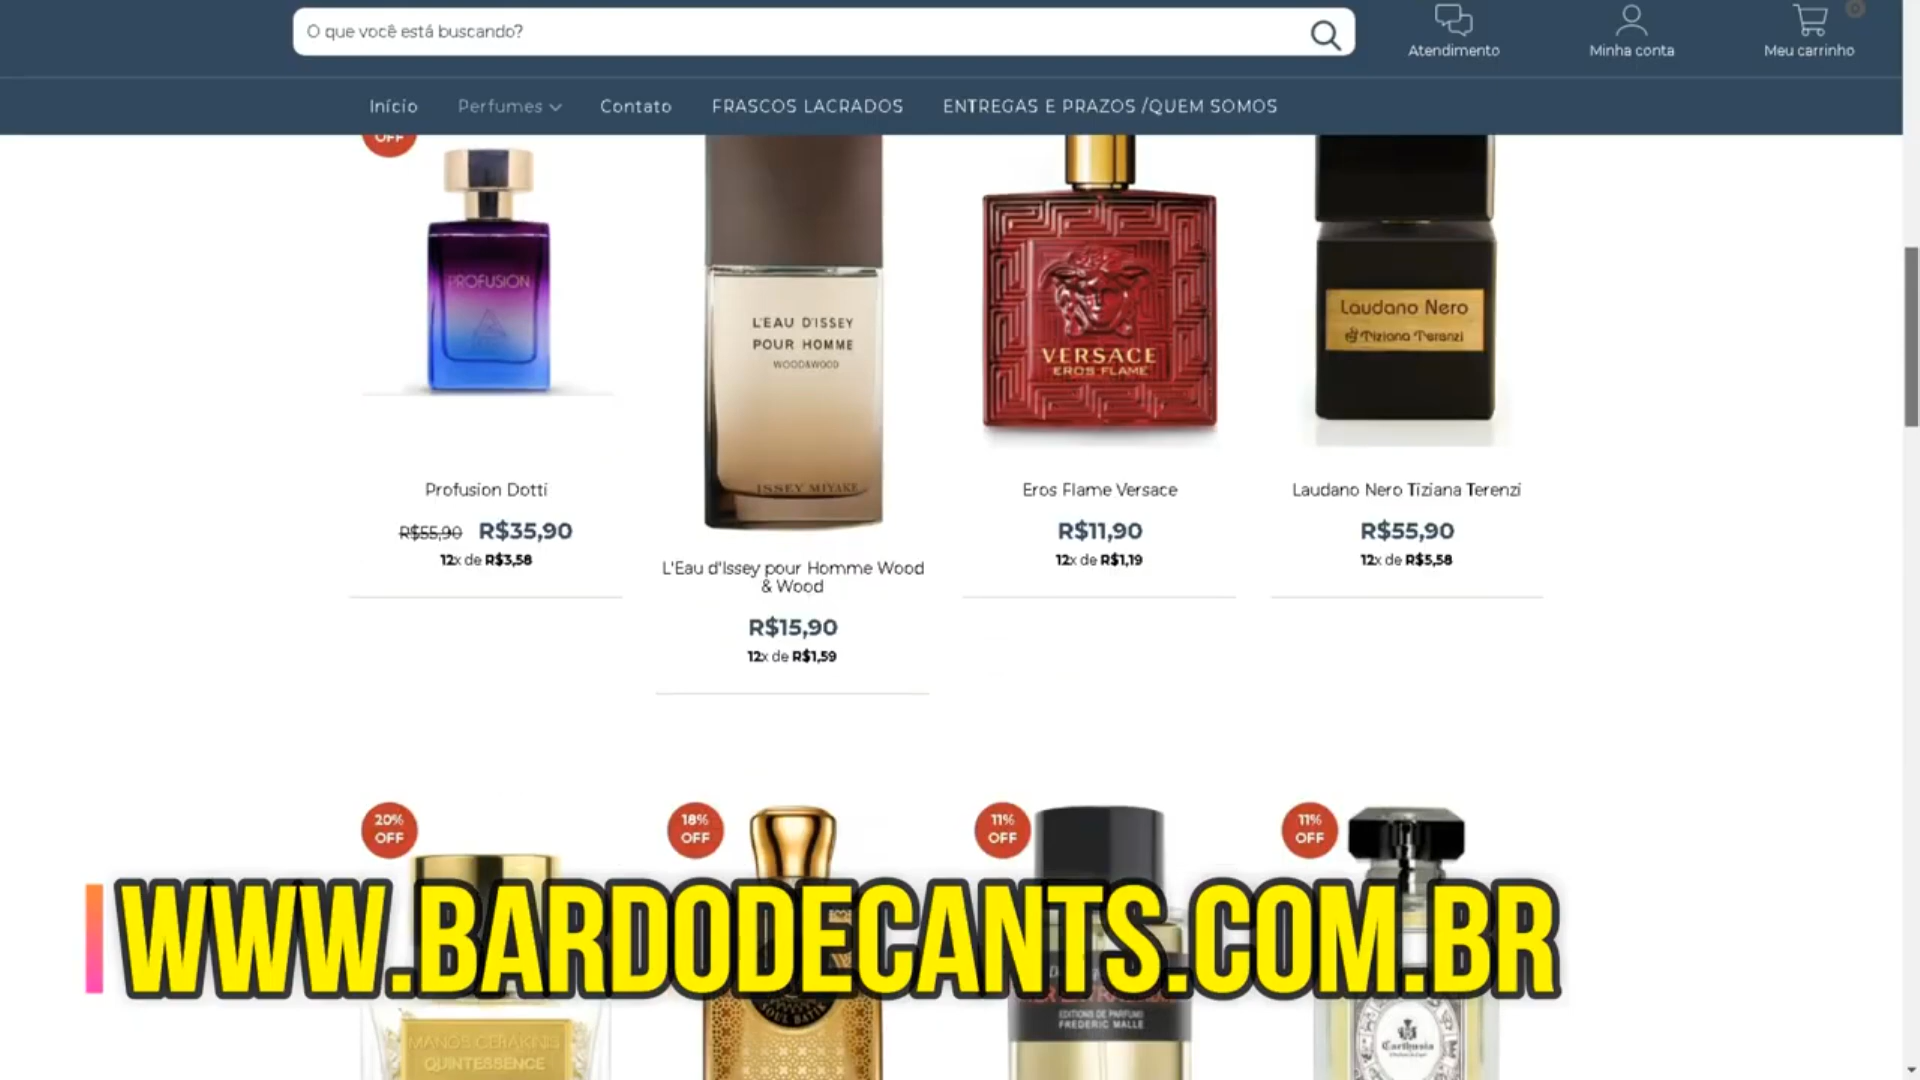 O que você está buscando?
Atendimento
Minha conta
Meu carrinho
0
Início
Perfumes
Contato
FRASCOS LACRADOS
ENTREGAS E PRAZOS /QUEM SOMOS
OFF
PROFUSION
L'EAU D'ISSEY
POUR HOMME
WOOD&WOOD
ISSEY MIYAKE
VERSACE
EROS FLAME
Laudano Nero
Tiziana Terenzi
Profusion Dotti
R$55,90 R$35,90
12x de R$3,58
L'Eau d'Issey pour Homme Wood
& Wood
R$15,90
12x de R$1,59
Eros Flame Versace
R$11,90
12x de R$1,19
Laudano Nero Tiziana Terenzi
R$55,90
12x de R$5,58
20%
OFF
18%
OFF
11%
OFF
11%
OFF
WWW.BARDODECANTS.COM.BR
MANOS GERAKINIS
QUINTESSENCE
SOUL BATIK
EDITIONS DE PARFUMS
FREDERIC MALLE
Carthusia